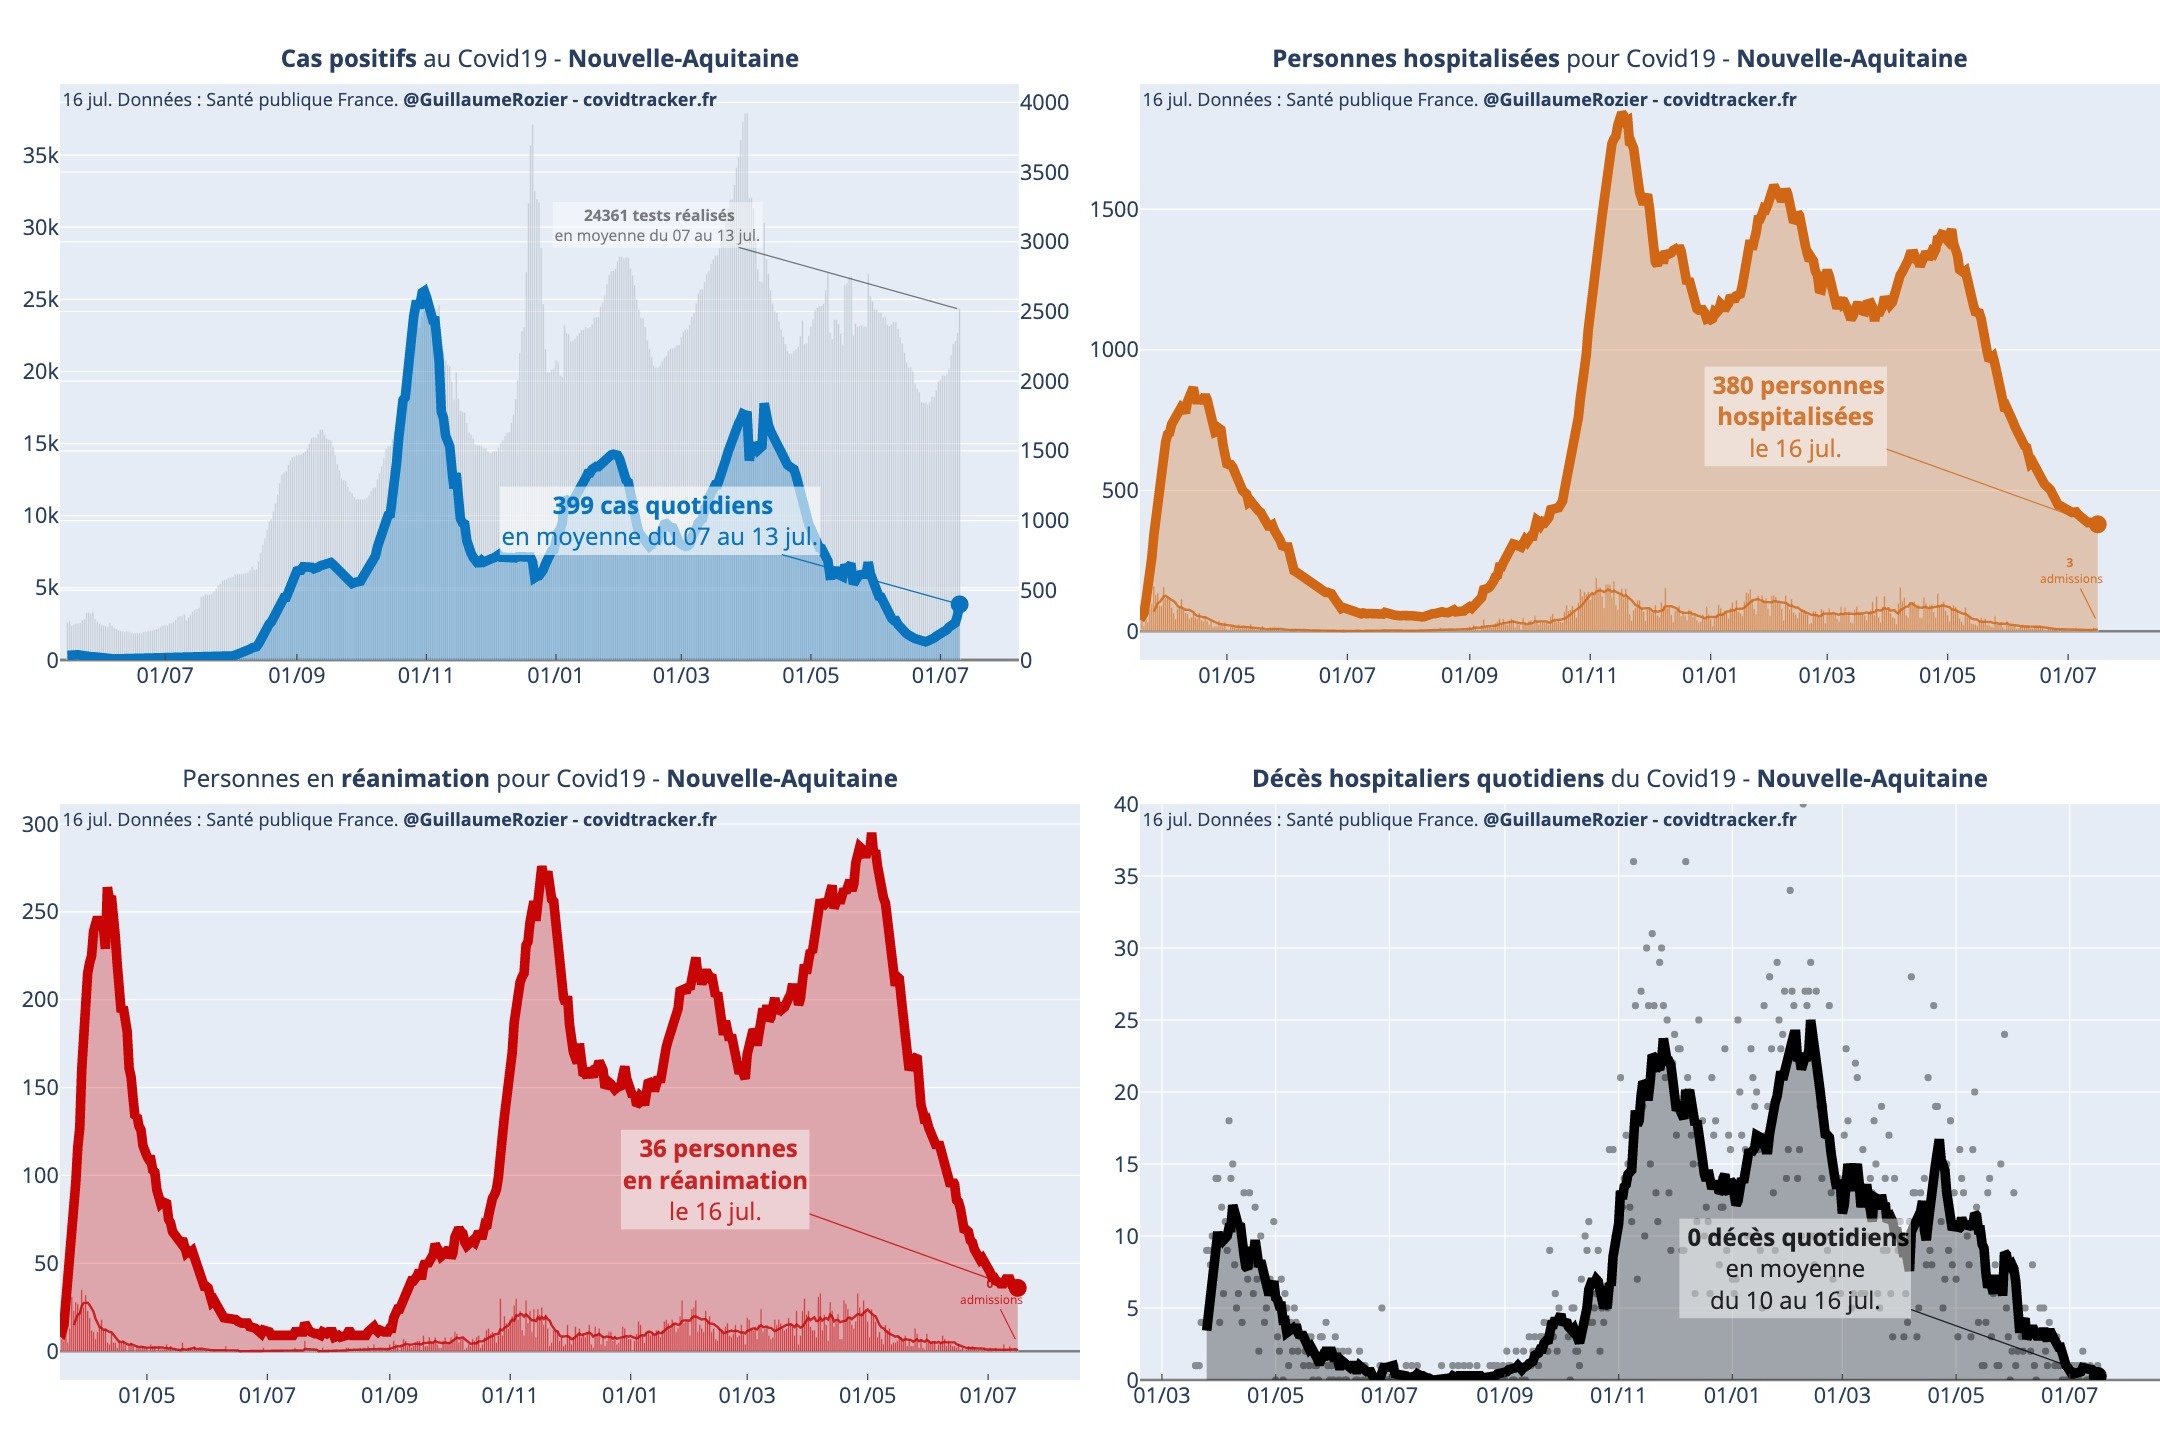 Cas positifs au Covid19 - Nouvelle-Aquitaine
16 jul. Données : Santé publique France. @GuillaumeRozier - covidtracker.fr
4000
35k
3500
30k
3000
25k
2500
20k
2000
15k
1500
10k
1000
5k
500
0
0
24361 tests réalisés
en moyenne du 07 au 13 jul.
399 cas quotidiens
en moyenne du 07 au 13 jul.
01/07 01/09 01/11 01/01 01/03 01/05 01/07
Personnes hospitalisées pour Covid19 - Nouvelle-Aquitaine
16 jul. Données : Santé publique France. @GuillaumeRozier - covidtracker.fr
1500
1000
500
0
380 personnes
hospitalisées
le 16 jul.
3
admissions
01/05 01/07 01/09 01/11 01/01 01/03 01/05 01/07
Personnes en réanimation pour Covid19 - Nouvelle-Aquitaine
16 jul. Données : Santé publique France. @GuillaumeRozier - covidtracker.fr
300
250
200
150
100
50
0
36 personnes
en réanimation
le 16 jul.
0
admissions
01/05 01/07 01/09 01/11 01/01 01/03 01/05 01/07
Décès hospitaliers quotidiens du Covid19 - Nouvelle-Aquitaine
16 jul. Données : Santé publique France. @GuillaumeRozier - covidtracker.fr
40
35
30
25
20
15
10
5
0
0 décès quotidiens
en moyenne
du 10 au 16 jul.
01/03 01/05 01/07 01/09 01/11 01/01 01/03 01/05 01/07